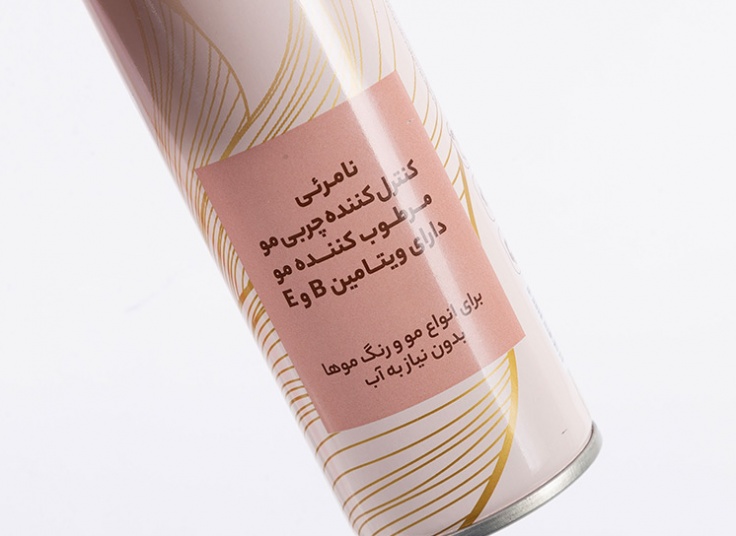 نامرئی
کنترل کننده چربی مو
مرطوب کننده مو
دارای ویتامین B و E
برای انواع مو و رنگ موها
بدون نیاز به آب